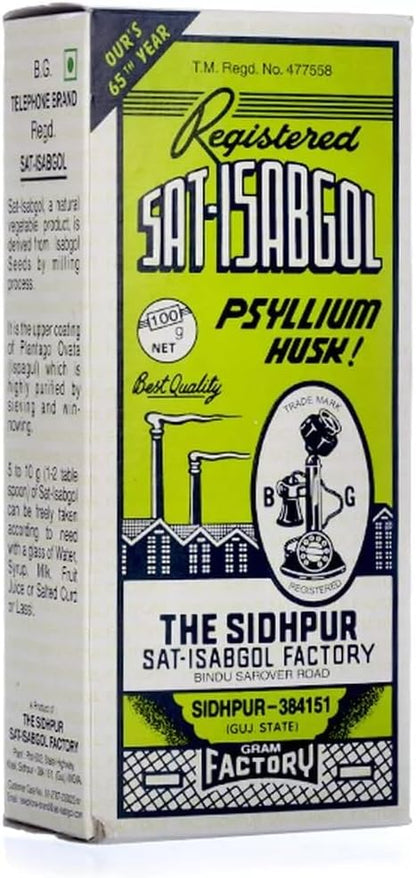 B.G.
TELEPHONE BRAND
Regd.
SAT-ISABGOL
Sat-Isabgol, a natural
vegetable product, is
derived from Isabgol
Seeds by milling
process.
It is the upper coating
of Plantago Ovata
(Ispagul) which is
highly purified by
sieving and win-
nowing.
5 to 10 g (1-2 table
spoon) of Sat-Isabgol
can be freely taken
according to need
with a glass of Water,
Syrup, Milk, Fruit
Juice or Salted Curd
or Lassi.
A Product of
THE SIDHPUR
SAT-ISABGOL FACTORY
OUR'S
65TH YEAR
T.M. Regd. No. 477558
Registered
SAT-ISABGOL
PSYLLIUM
HUSK!
100
g
NET
Best Quality
TRADE MARK
B G
REGISTERED
THE SIDHPUR
SAT-ISABGOL FACTORY
BINDU SAROVER ROAD
SIDHPUR-384151
(GUJ. STATE)
GRAM
FACTORY